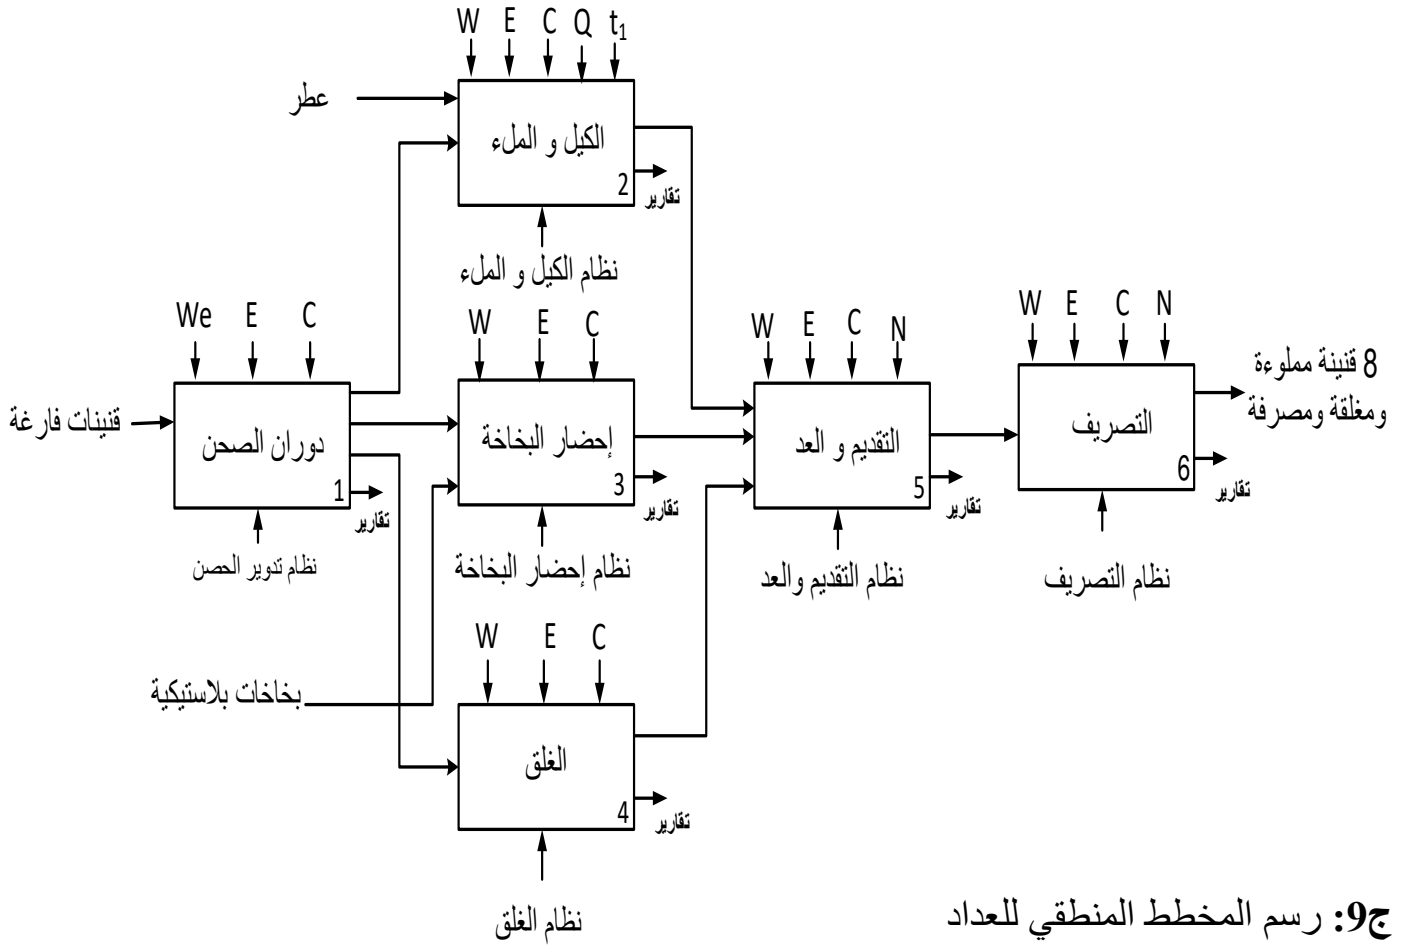 W E C Q t₁
عطر
الكيل و الملء
2
تقارير
نظام الكيل و الملء
We E C
قنينات فارغة
دوران الصحن
1
تقارير
نظام تدوير الحصن
W E C
إحضار البخاخة
3
تقارير
نظام إحضار البخاخة
بخاخات بلاستيكية
W E C
الغلق
4
تقارير
نظام الغلق
W E C N
التقديم و العد
5
تقارير
نظام التقديم والعد
W E C N
التصريف
6
تقارير
نظام التصريف
8 قنينة مملوءة
ومغلقة ومصرفة
ج9: رسم المخطط المنطقي للعداد